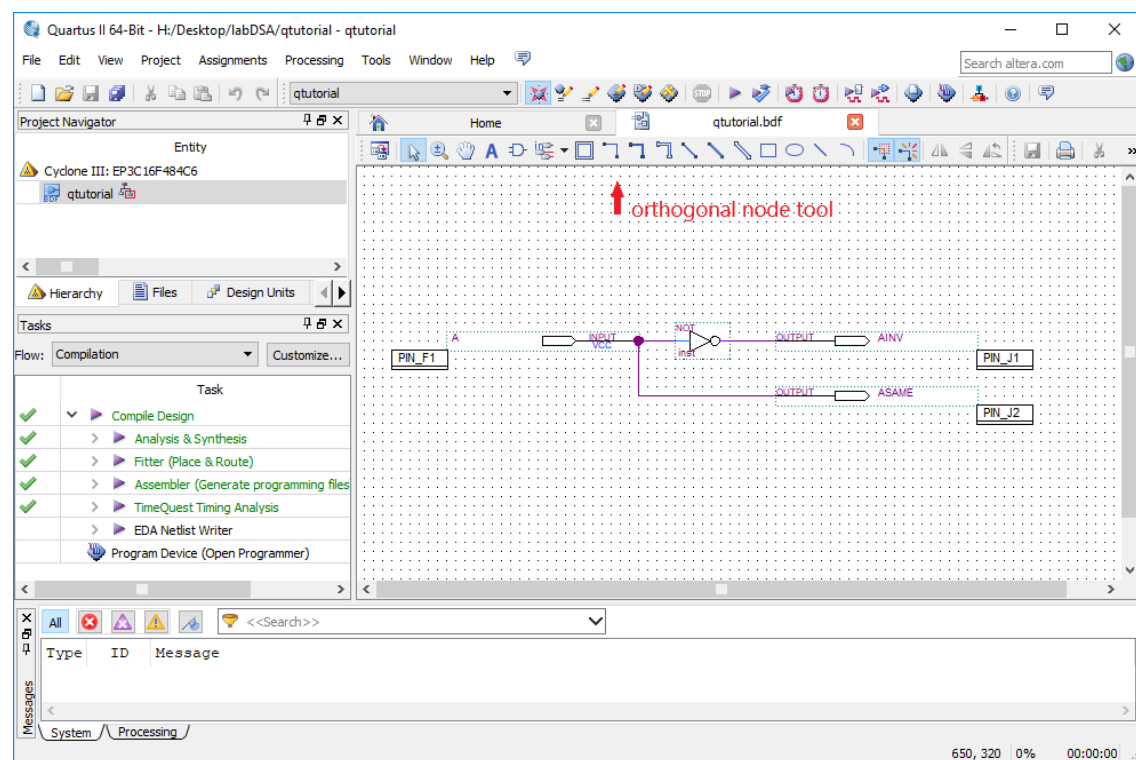 Quartus II 64-Bit - H:/Desktop/labDSA/qtutorial - qtutorial
File Edit View Project Assignments Processing Tools Window Help
Search altera.com
qtutorial
STOP
Project Navigator
Entity
Cyclone III: EP3C16F484C6
BDF qtutorial
Hierarchy Files Design Units
Tasks
Flow: Compilation Customize...
Task
Compile Design
Analysis & Synthesis
Fitter (Place & Route)
Assembler (Generate programming files
TimeQuest Timing Analysis
EDA Netlist Writer
Program Device (Open Programmer)
Home qtutorial.bdf
A
orthogonal node tool
A INPUT VCC NOT inst OUTPUT AINV
PIN_F1 PIN_J1
OUTPUT ASAME
PIN_J2
All <<Search>>
Type ID Message
Messages
System Processing
650, 320 0% 00:00:00